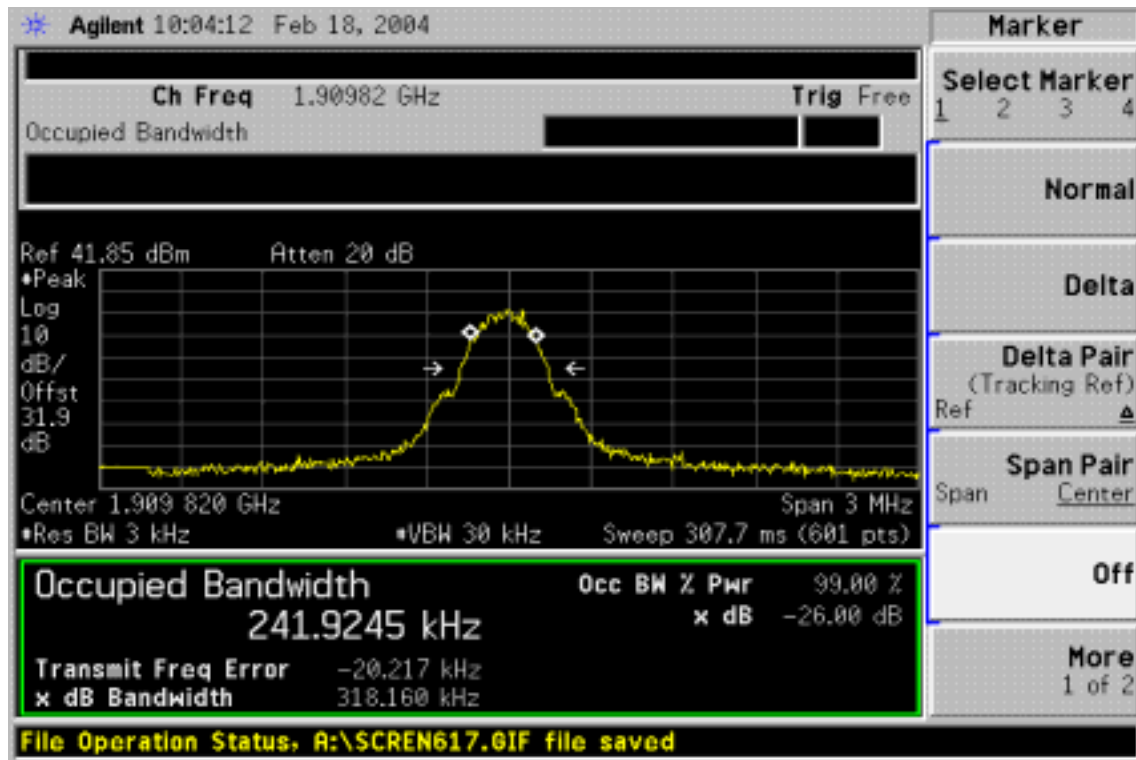 Agilent 10:04:12 Feb 18, 2004
Ch Freq 1.90982 GHz Trig Free
Occupied Bandwidth
Ref 41.85 dBm Atten 20 dB
Peak
Log
10
dB/
Offst
31.9
dB
Center 1.909 820 GHz Span 3 MHz
Res BW 3 kHz VBW 30 kHz Sweep 307.7 ms (601 pts)
Occupied Bandwidth Occ BW % Pwr 99.00 %
241.9245 kHz x dB -26.00 dB
Transmit Freq Error -20.217 kHz
x dB Bandwidth 318.160 kHz
File Operation Status, A:\SCREN617.GIF file saved
Marker
Select Marker
1 2 3 4
Normal
Delta
Delta Pair
(Tracking Ref)
Ref Δ
Span Pair
Span Center
Off
More
1 of 2